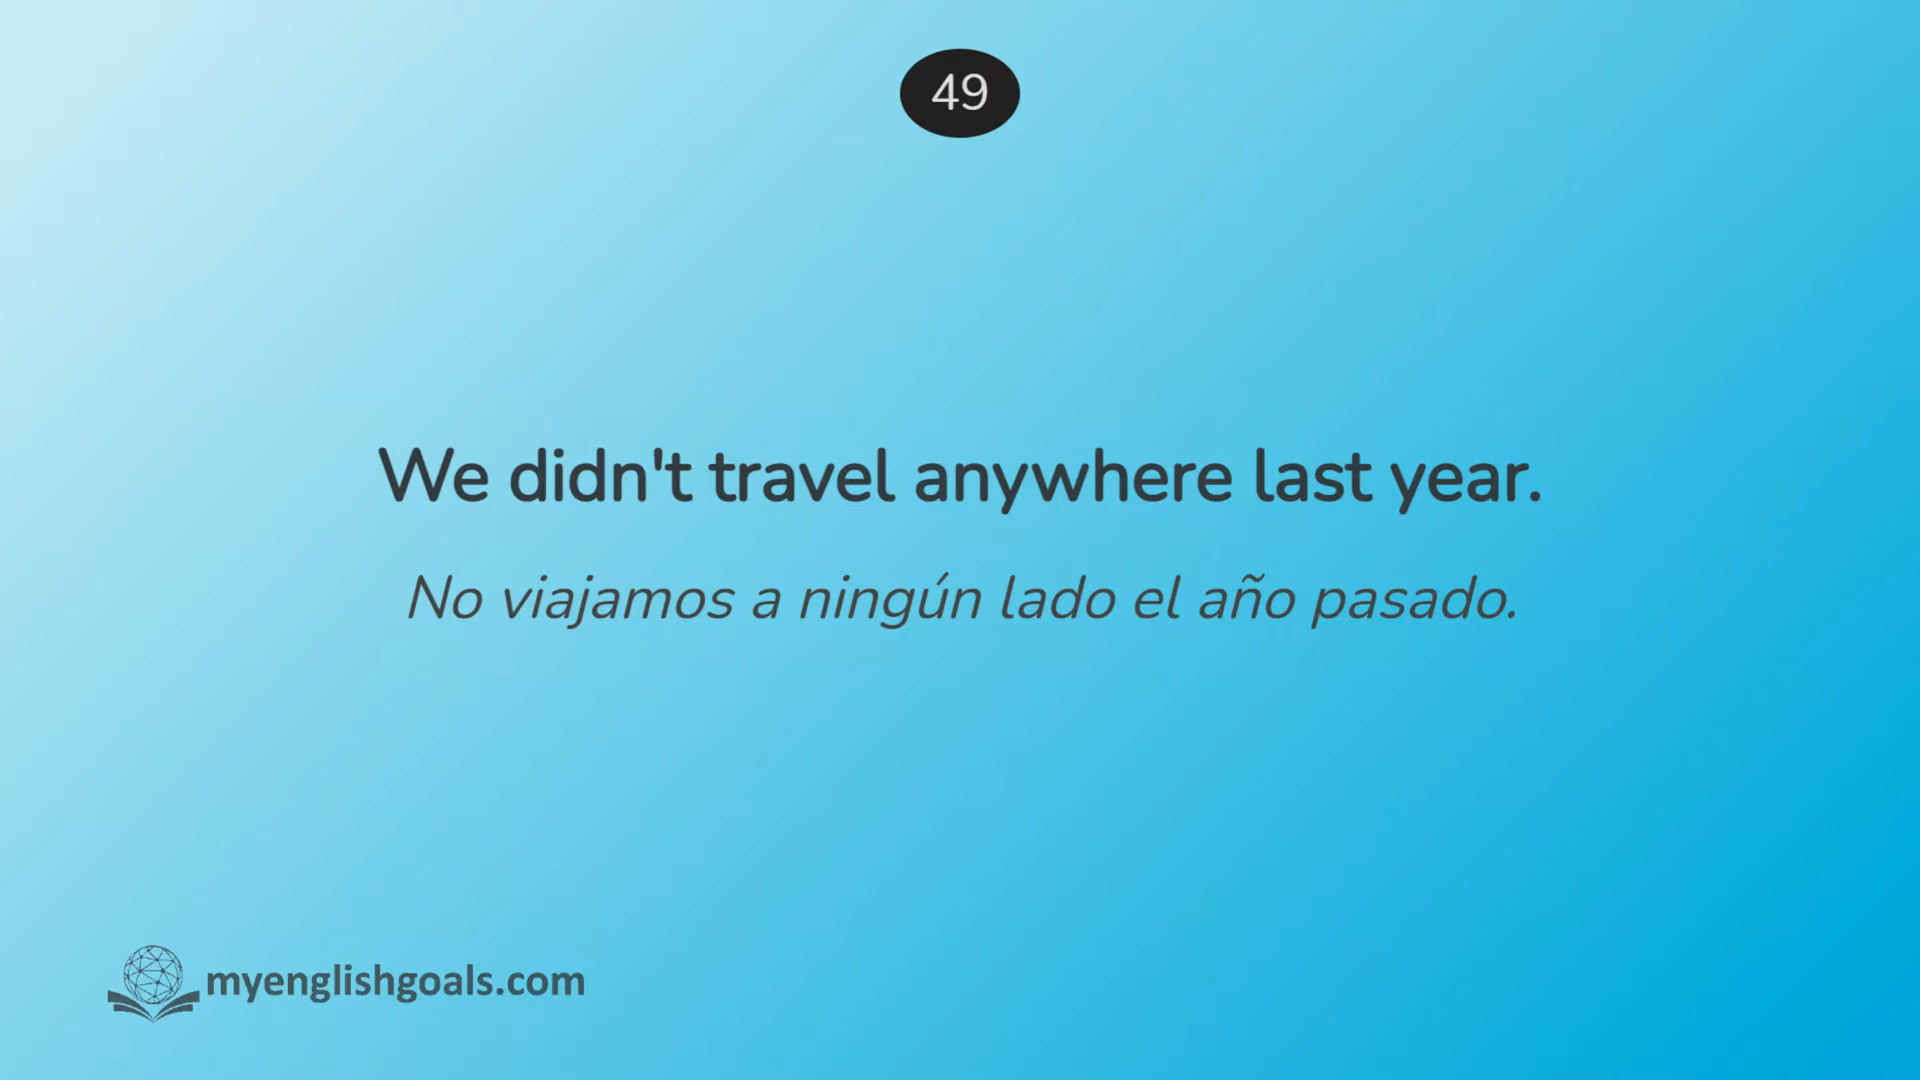 49
We didn't travel anywhere last year.
No viajamos a ningún lado el año pasado.
myenglishgoals.com